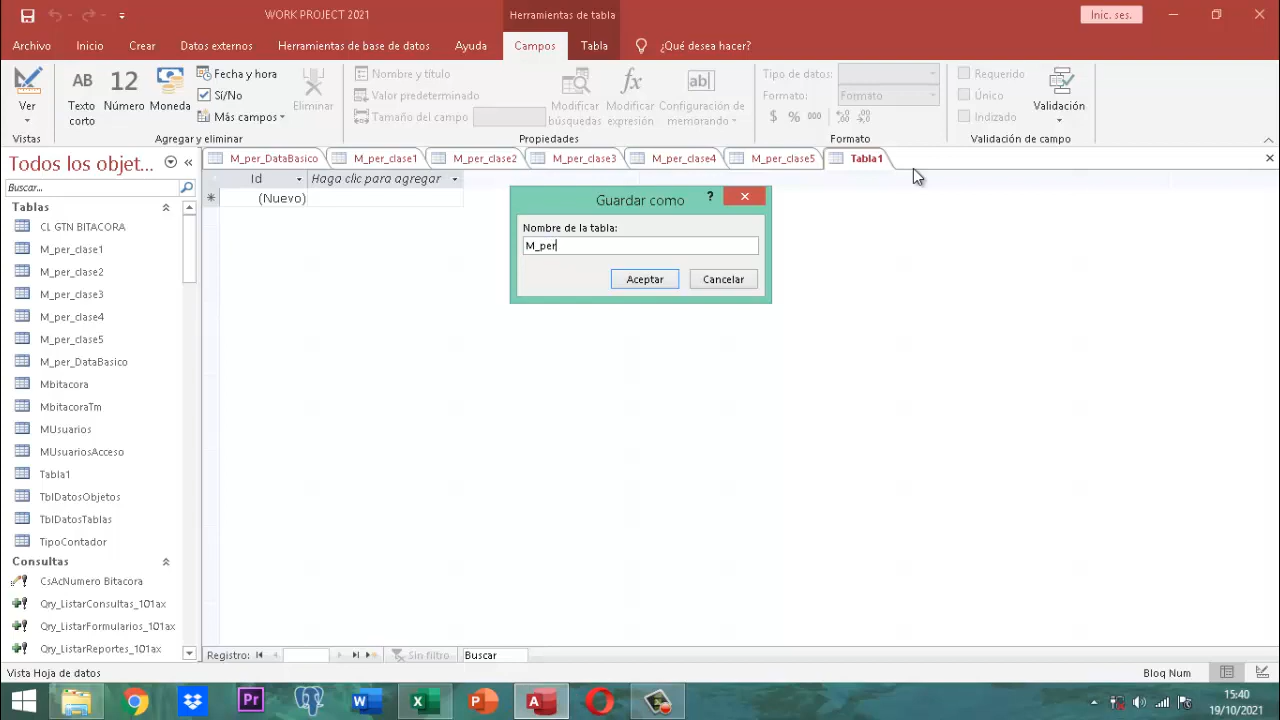 WORK PROJECT 2021
Herramientas de tabla
Inic. ses.
Archivo
Inicio
Crear
Datos externos
Herramientas de base de datos
Ayuda
Campos
Tabla
¿Qué desea hacer?
Ver
Vistas
AB
Texto corto
12
Número
Moneda
Fecha y hora
Sí/No
Más campos
Eliminar
Agregar y eliminar
Nombre y título
Valor predeterminado
Tamaño del campo
Modificar búsquedas
fx
Modificar expresión
ab
Configuración de memorando
Propiedades
Tipo de datos:
Formato:
Formato
$ % 000
Formato
Requerido
Único
Indizado
Validación
Validación de campo
Todos los objet...
Buscar...
Tablas
CL GTN BITACORA
M_per_clase1
M_per_clase2
M_per_clase3
M_per_clase4
M_per_clase5
M_per_DataBasico
Mbitacora
MbitacoraTm
MUsuarios
MUsuariosAcceso
Tabla1
TblDatosObjetos
TblDatosTablas
TipoContador
Consultas
CsAcNumero Bitacora
Qry_ListarConsultas_101ax
Qry_ListarFormularios_101ax
Qry_ListarReportes_101ax
M_per_DataBasico
M_per_clase1
M_per_clase2
M_per_clase3
M_per_clase4
M_per_clase5
Tabla1
Id
Haga clic para agregar
(Nuevo)
Guardar como
?
Nombre de la tabla:
M_per
Aceptar
Cancelar
Registro:
Sin filtro
Buscar
Vista Hoja de datos
Bloq Num
15:40
19/10/2021